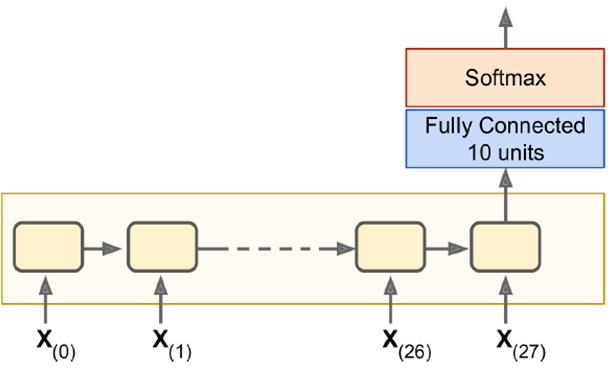 Softmax
Fully Connected
10 units
X(0) X(1) X(26) X(27)